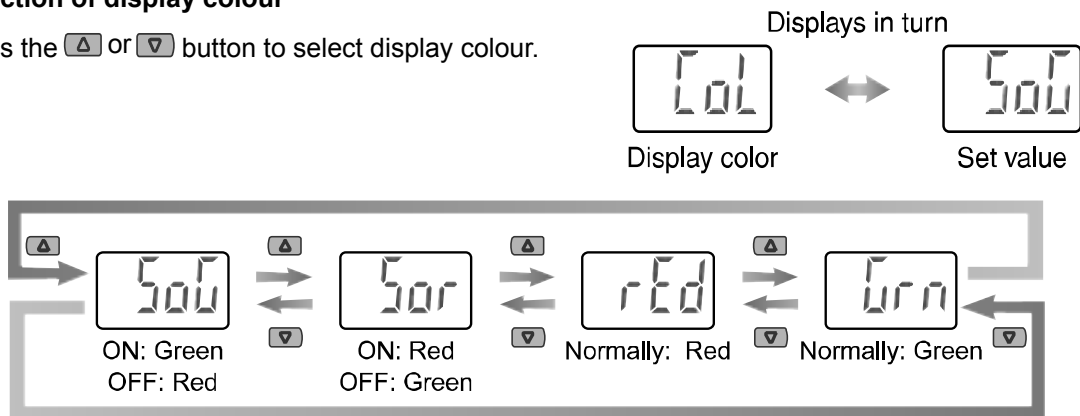 ction of display colour
s the △ or ▽ button to select display colour.
Displays in turn
CoL
SoG
Display color
Set value
△ △ △ △
SoG
Sor
rEd
Grn
▽ ▽ ▽ ▽
ON: Green
OFF: Red
ON: Red
OFF: Green
Normally: Red
Normally: Green